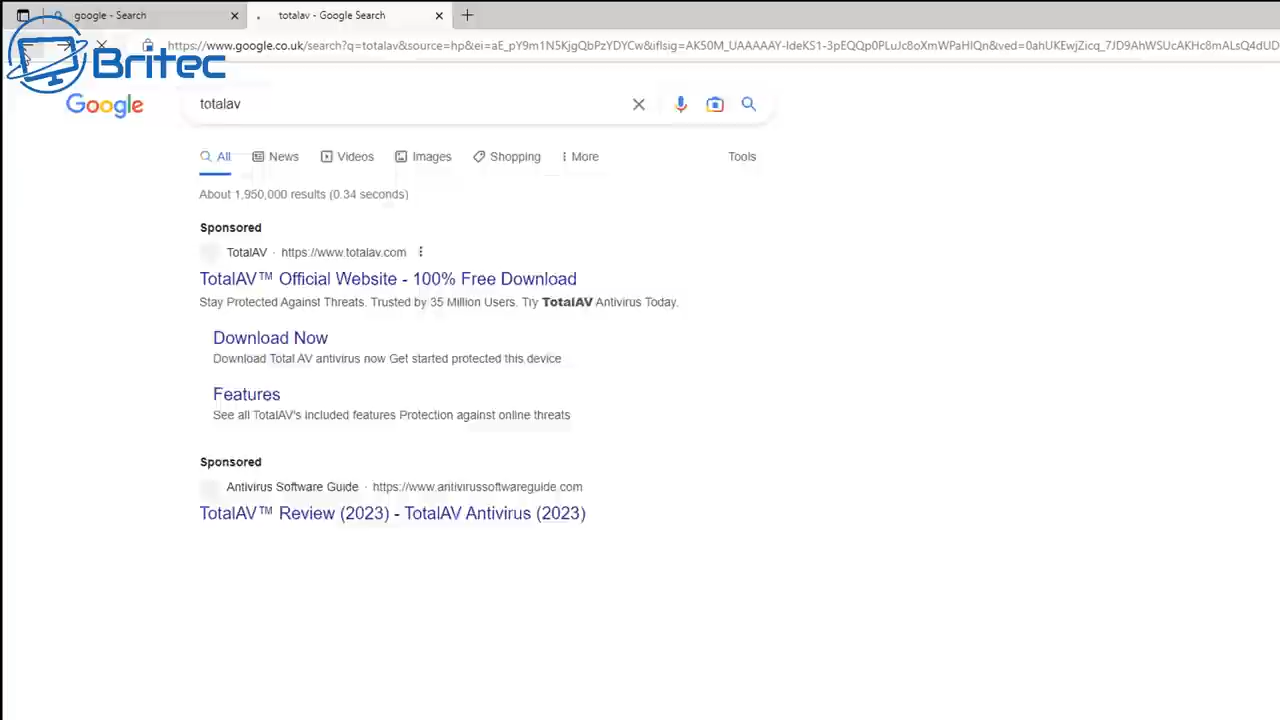 google - Search
totalav - Google Search
https://www.google.co.uk/search?q=totalav&source=hp&ei=aE_pY9m1N5KjgQbPzYDYCw&iflsig=AK50M_UAAAAAY-IdeKS1-3pEQQp0PLuJc8oXmWPaHIQn&ved=0ahUKEwjZicq_7JD9AhWSUcAKHc8mALsQ4dUD
Britec
Google
totalav
All News Videos Images Shopping More Tools
About 1,950,000 results (0.34 seconds)
Sponsored
TotalAV · https://www.totalav.com
TotalAV™ Official Website - 100% Free Download
Stay Protected Against Threats. Trusted by 35 Million Users. Try TotalAV Antivirus Today.
Download Now
Download Total AV antivirus now Get started protected this device
Features
See all TotalAV's included features Protection against online threats
Sponsored
Antivirus Software Guide · https://www.antivirussoftwareguide.com
TotalAV™ Review (2023) - TotalAV Antivirus (2023)